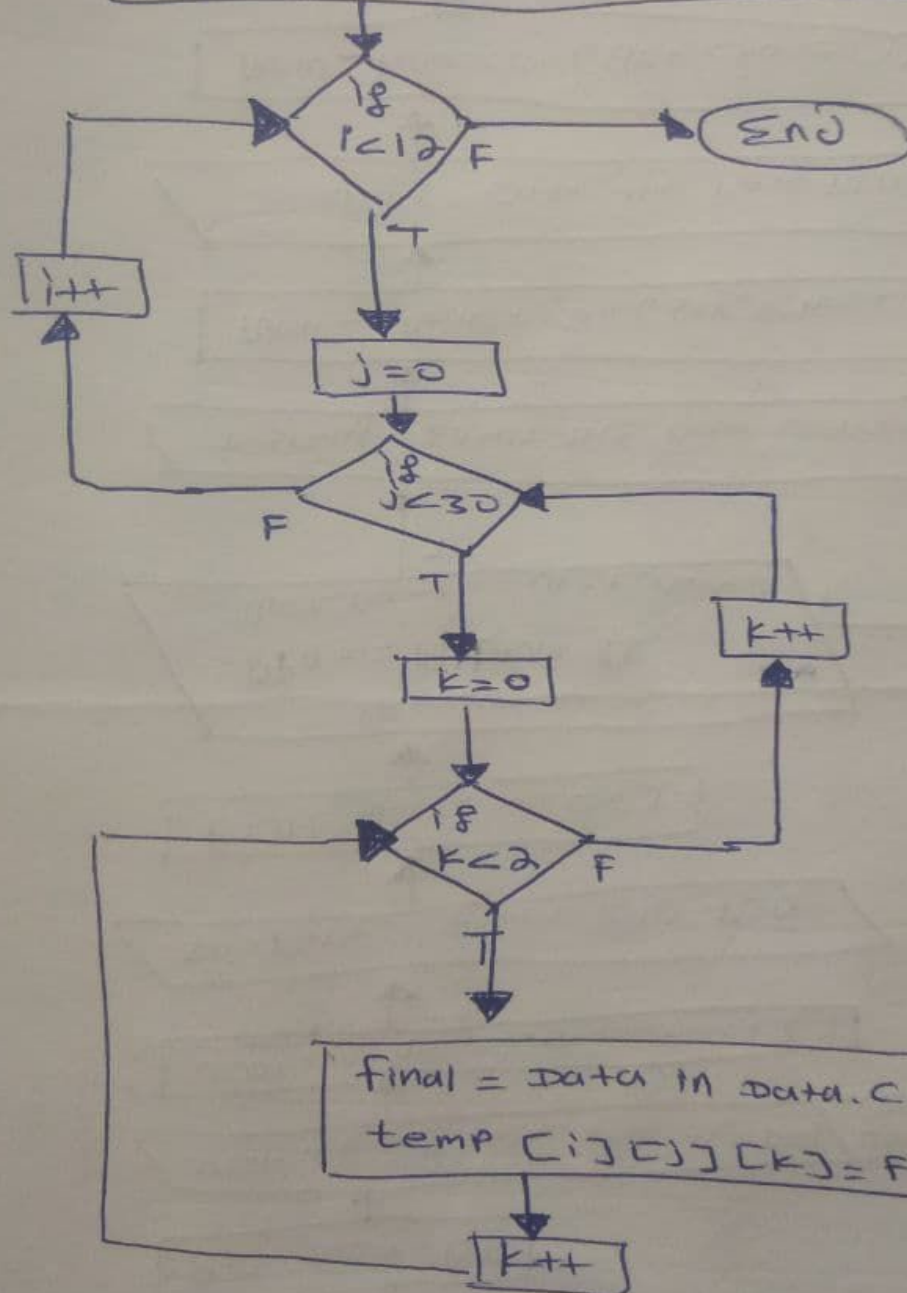 if
i<12
F
End
T
i++
j=0
if
j<30
F
T
k++
k=0
if
k<2
F
T
final = Data in Data.C
temp [i][j][k] = F
k++